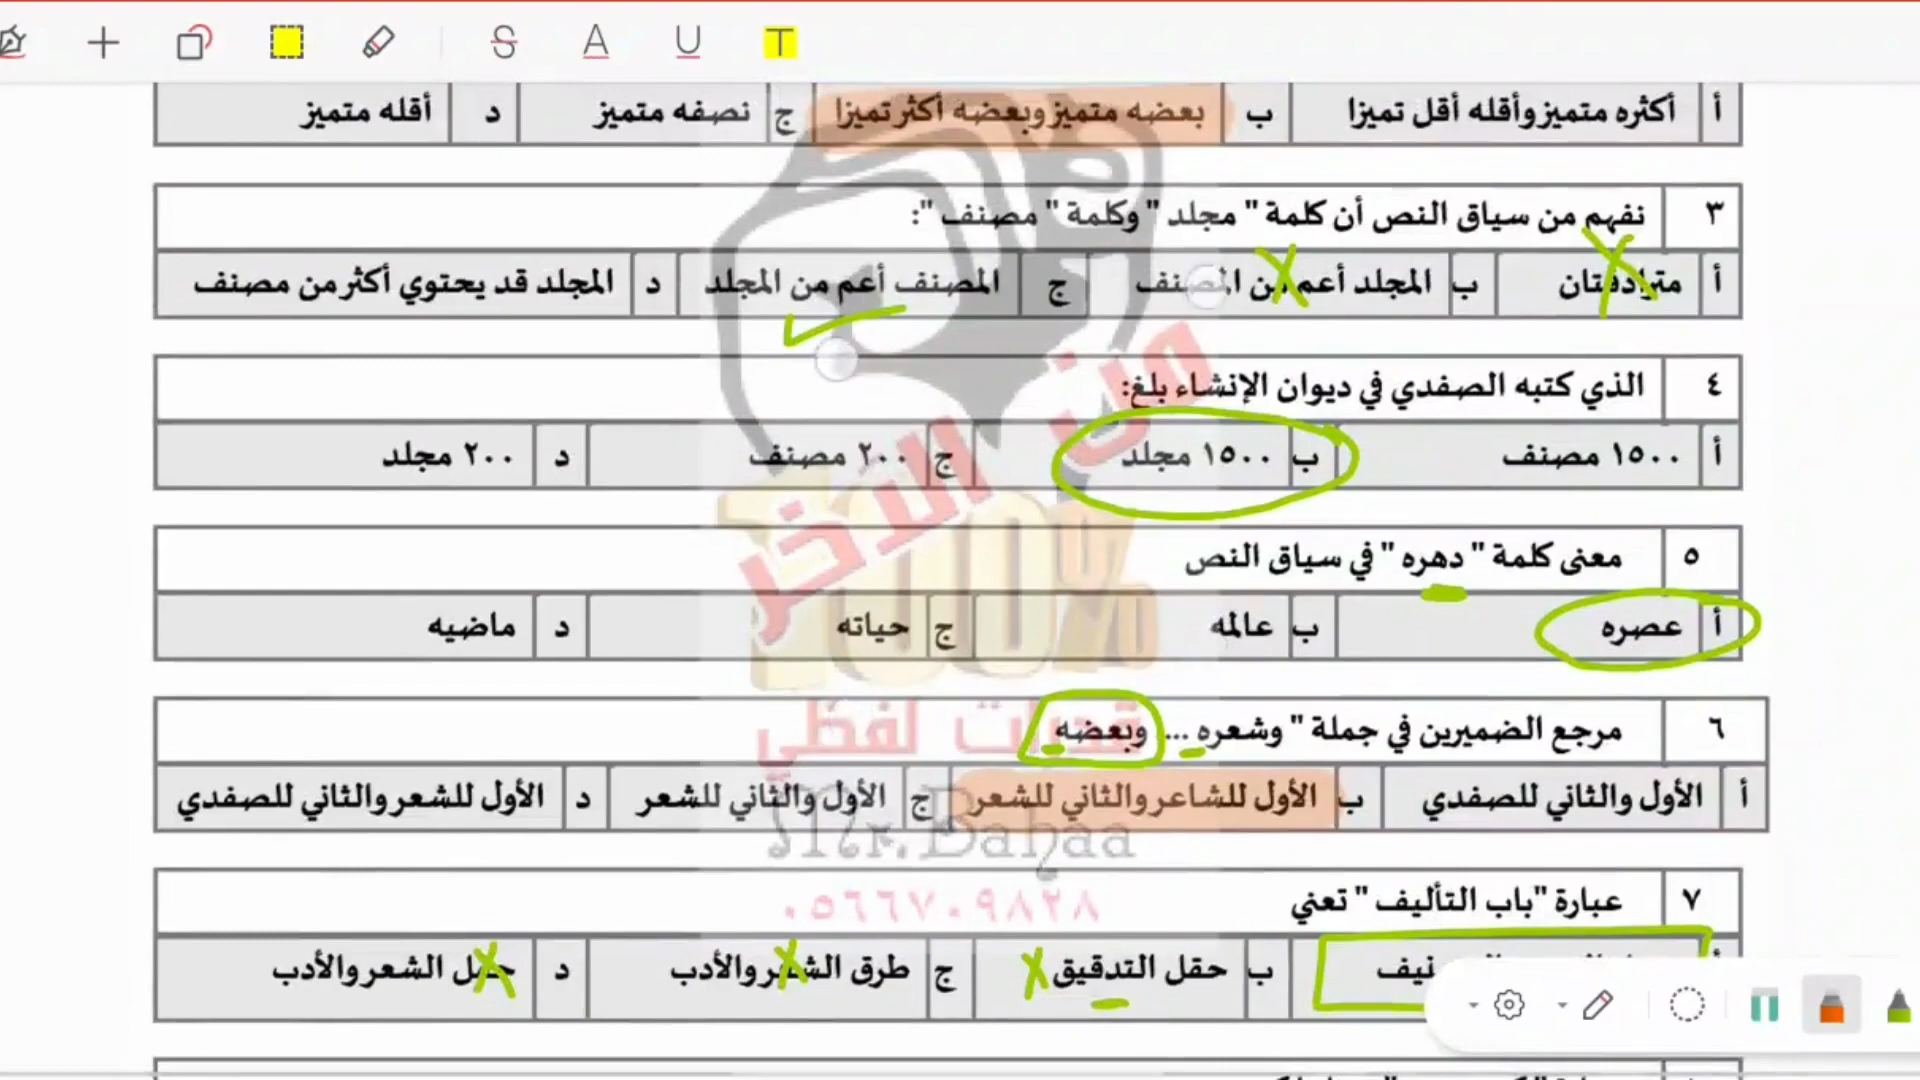 أ أكثره متميز وأقله أقل تميزا ب بعضه متميز وبعضه أكثر تميزا ج نصفه متميز د أقله متميز
٣ نفهم من سياق النص أن كلمة " مجلد " وكلمة " مصنف ":
أ مترادفتان ب المجلد أعم من المصنف ج المصنف أعم من المجلد د المجلد قد يحتوي أكثر من مصنف
٤ الذي كتبه الصفدي في ديوان الإنشاء بلغ:
أ ١٥٠٠ مصنف ب ١٥٠٠ مجلد ج ٢٠٠ مصنف د ٢٠٠ مجلد
٥ معنى كلمة " دهره " في سياق النص
أ عصره ب عالمه ج حياته د ماضيه
٦ مرجع الضميرين في جملة " وشعره ... وبعضه
أ الأول والثاني للصفدي ب الأول للشاعر والثاني للشعر ج الأول والثاني للشعر د الأول للشعر والثاني للصفدي
٧ عبارة "باب التأليف " تعني
ب حقل التدقيق ج طرق الشعر والأدب د حقل الشعر والأدب
من الآخر
100%
قدرات لفظي
Mr.Bahaa
٠٥٦٦٧٠٩٨٢٨